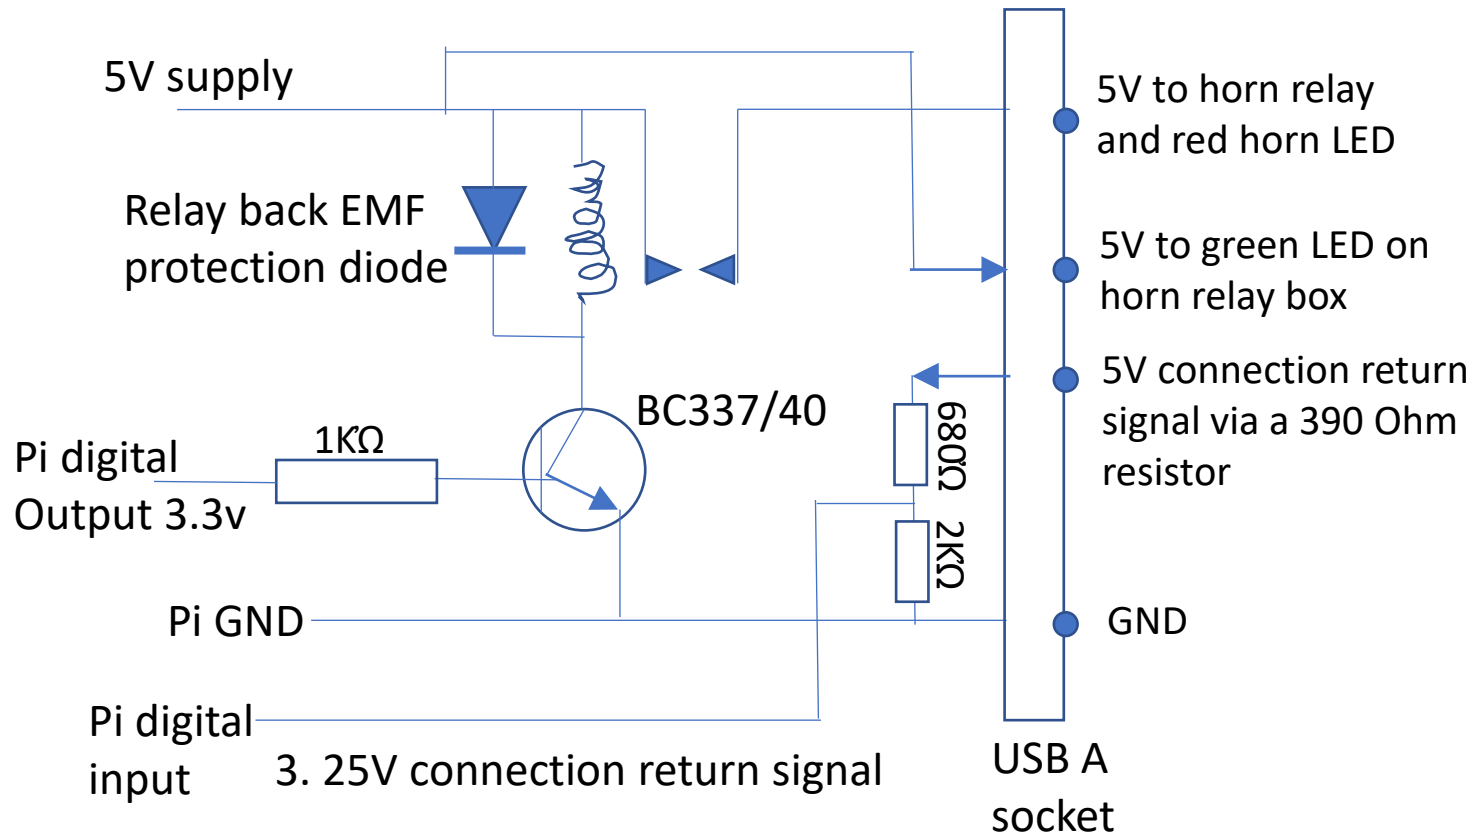 5V supply
5V to horn relay
and red horn LED
Relay back EMF
protection diode
5V to green LED on
horn relay box
5V connection return
signal via a 390 Ohm
resistor
BC337/40
680Ω
1KΩ
Pi digital
Output 3.3v
2KΩ
Pi GND
GND
Pi digital
input
3. 25V connection return signal
USB A
socket